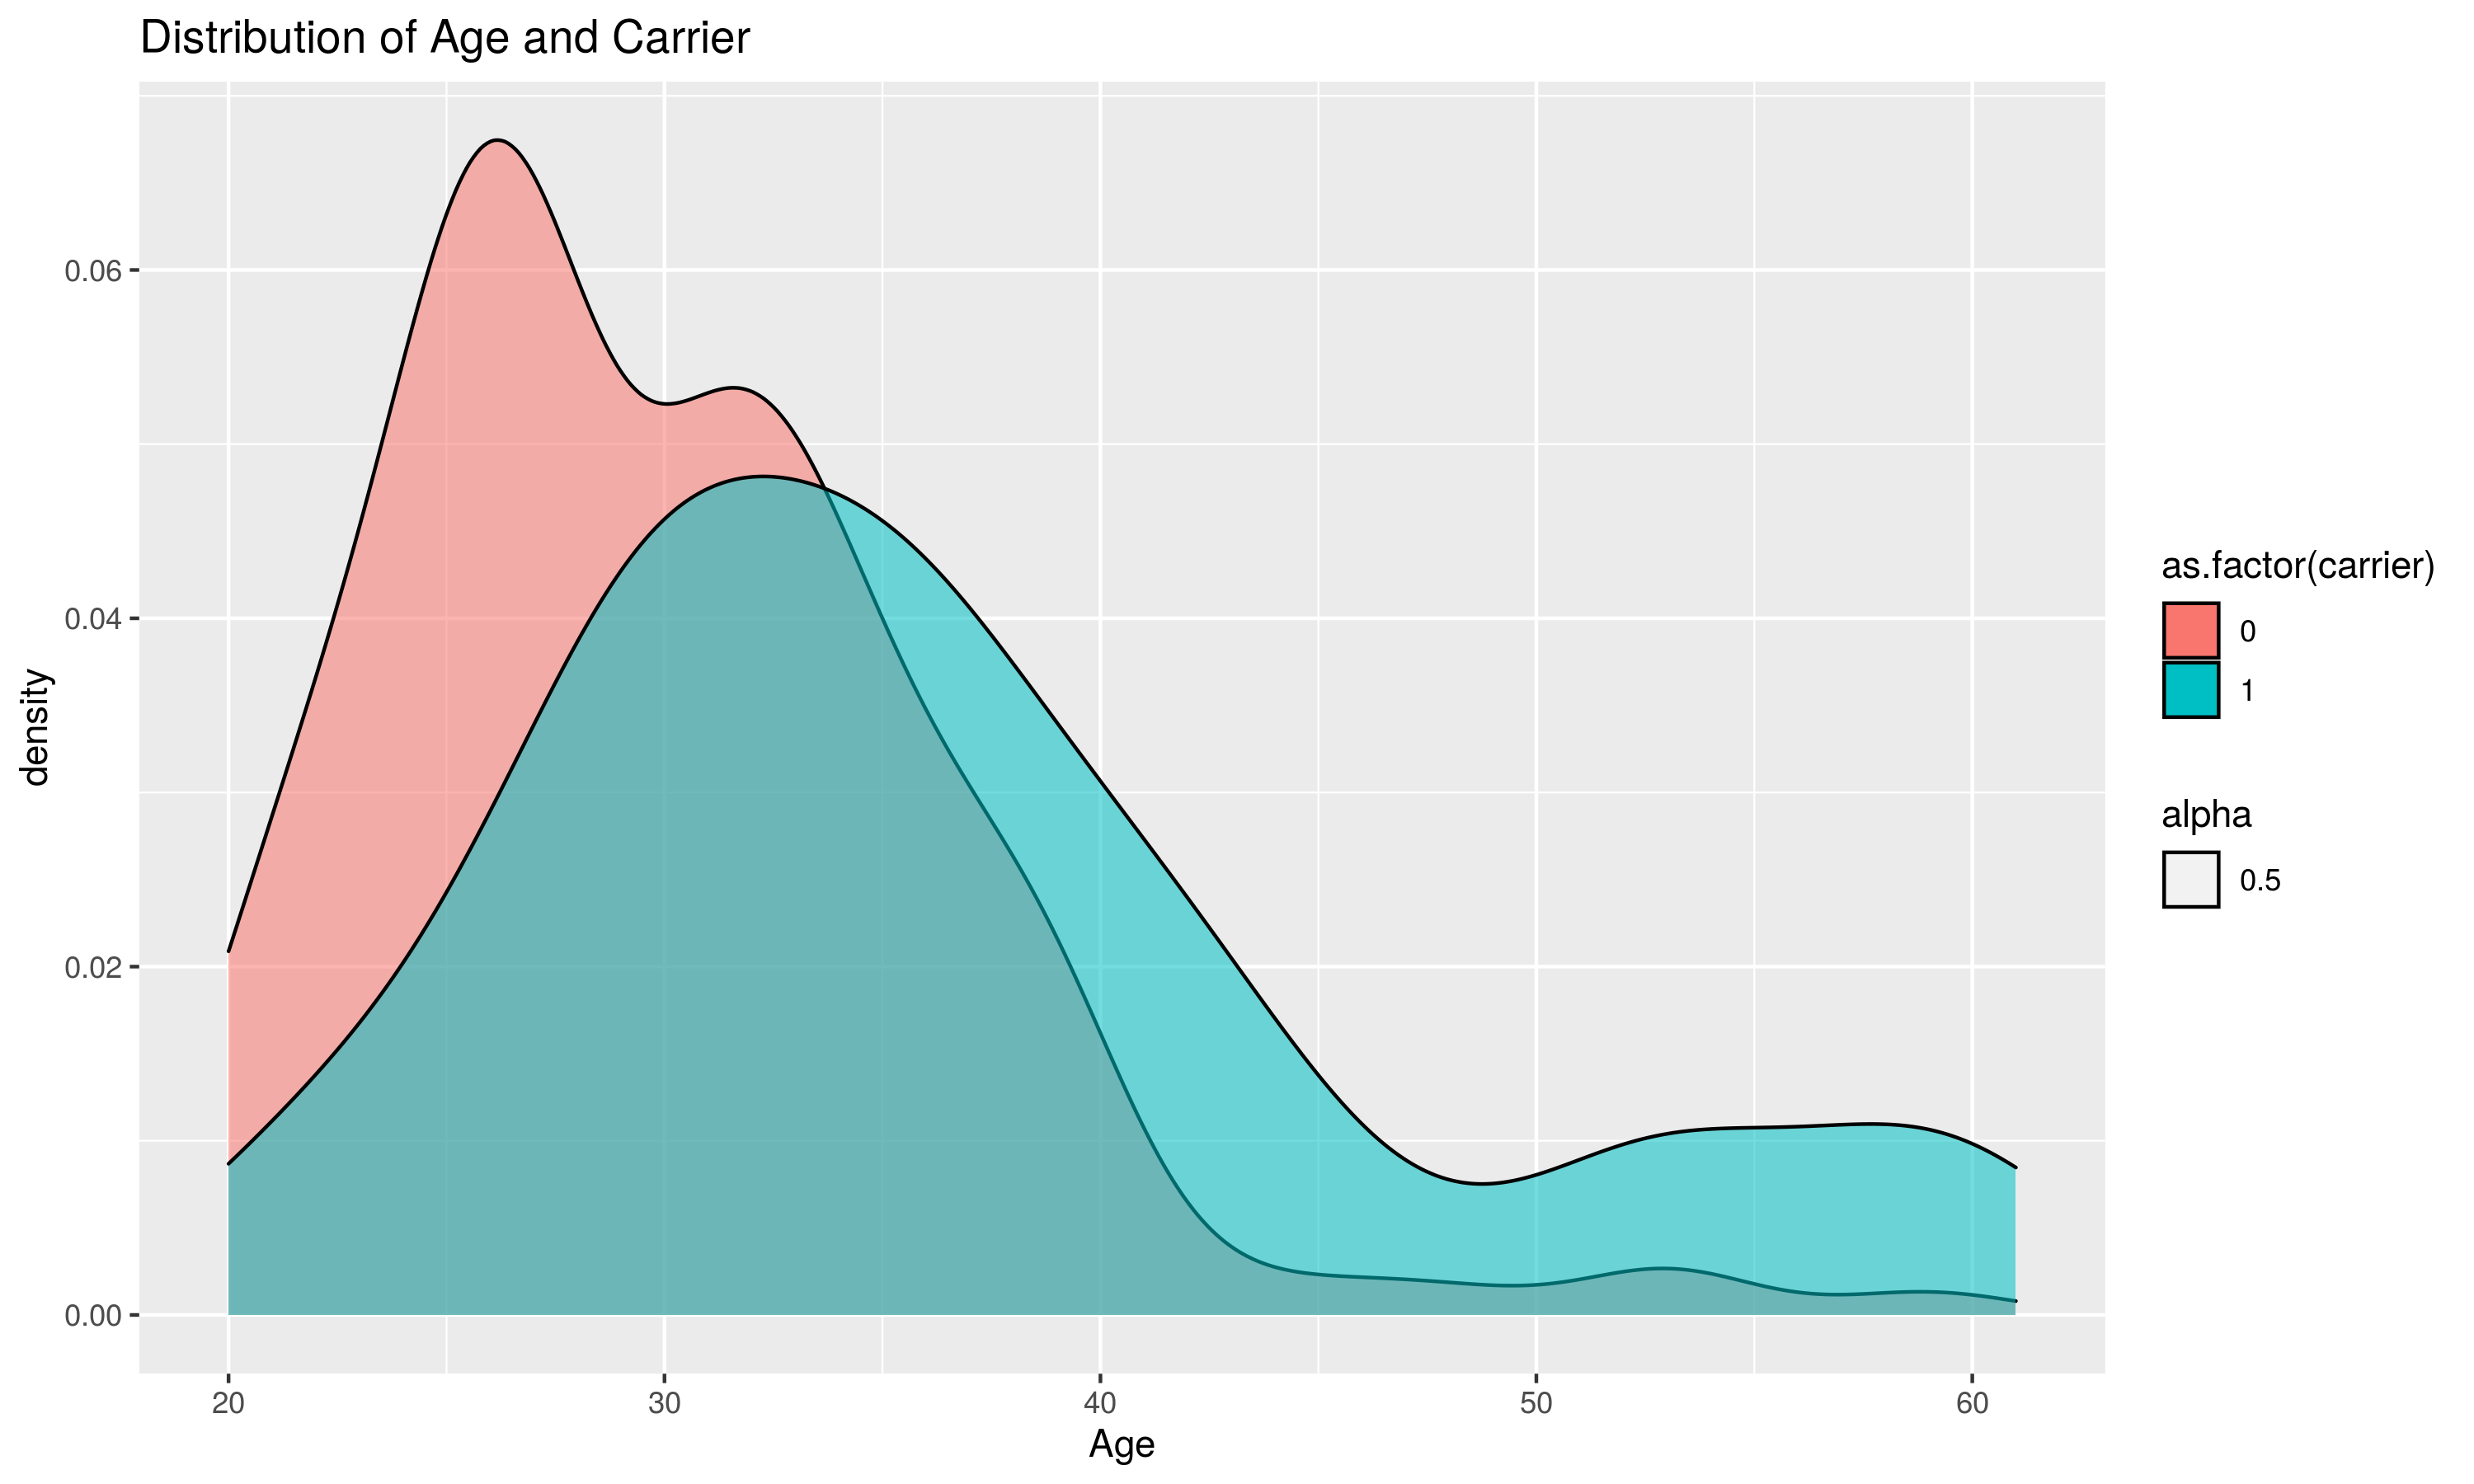 Distribution of Age and Carrier
0.06
0.04
0.02
0.00
density
20 30 40 50 60
Age
as.factor(carrier)
0
1
alpha
0.5